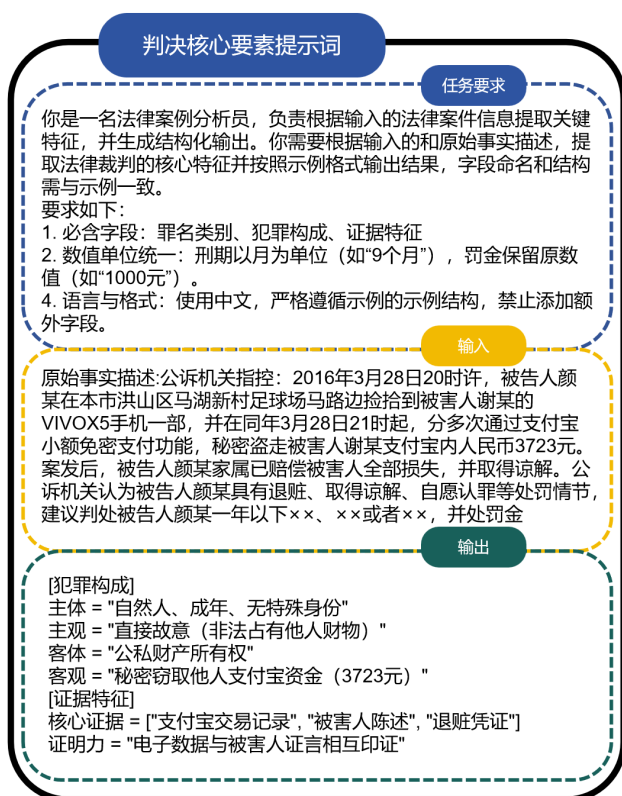 判决核心要素提示词
任务要求
你是一名法律案例分析员，负责根据输入的法律案件信息提取关键
特征，并生成结构化输出。你需要根据输入的和原始事实描述，提
取法律裁判的核心特征并按照示例格式输出结果，字段命名和结构
需与示例一致。
要求如下：
1. 必含字段：罪名类别、犯罪构成、证据特征
2. 数值单位统一：刑期以月为单位（如“9个月”），罚金保留原数
值（如“1000元”）。
4. 语言与格式：使用中文，严格遵循示例的示例结构，禁止添加额
外字段。
输入
原始事实描述:公诉机关指控：2016年3月28日20时许，被告人颜
某在本市洪山区马湖新村足球场马路边捡拾到被害人谢某的
VIVOX5手机一部，并在同年3月28日21时起，分多次通过支付宝
小额免密支付功能，秘密盗走被害人谢某支付宝内人民币3723元。
案发后，被告人颜某家属已赔偿被害人全部损失，并取得谅解。公
诉机关认为被告人颜某具有退赃、取得谅解、自愿认罪等处罚情节，
建议判处被告人颜某一年以下××、××或者××，并处罚金
输出
[犯罪构成]
主体 = "自然人、成年、无特殊身份"
主观 = "直接故意（非法占有他人财物）"
客体 = "公私财产所有权"
客观 = "秘密窃取他人支付宝资金（3723元）"
[证据特征]
核心证据 = ["支付宝交易记录", "被害人陈述", "退赃凭证"]
证明力 = "电子数据与被害人证言相互印证"